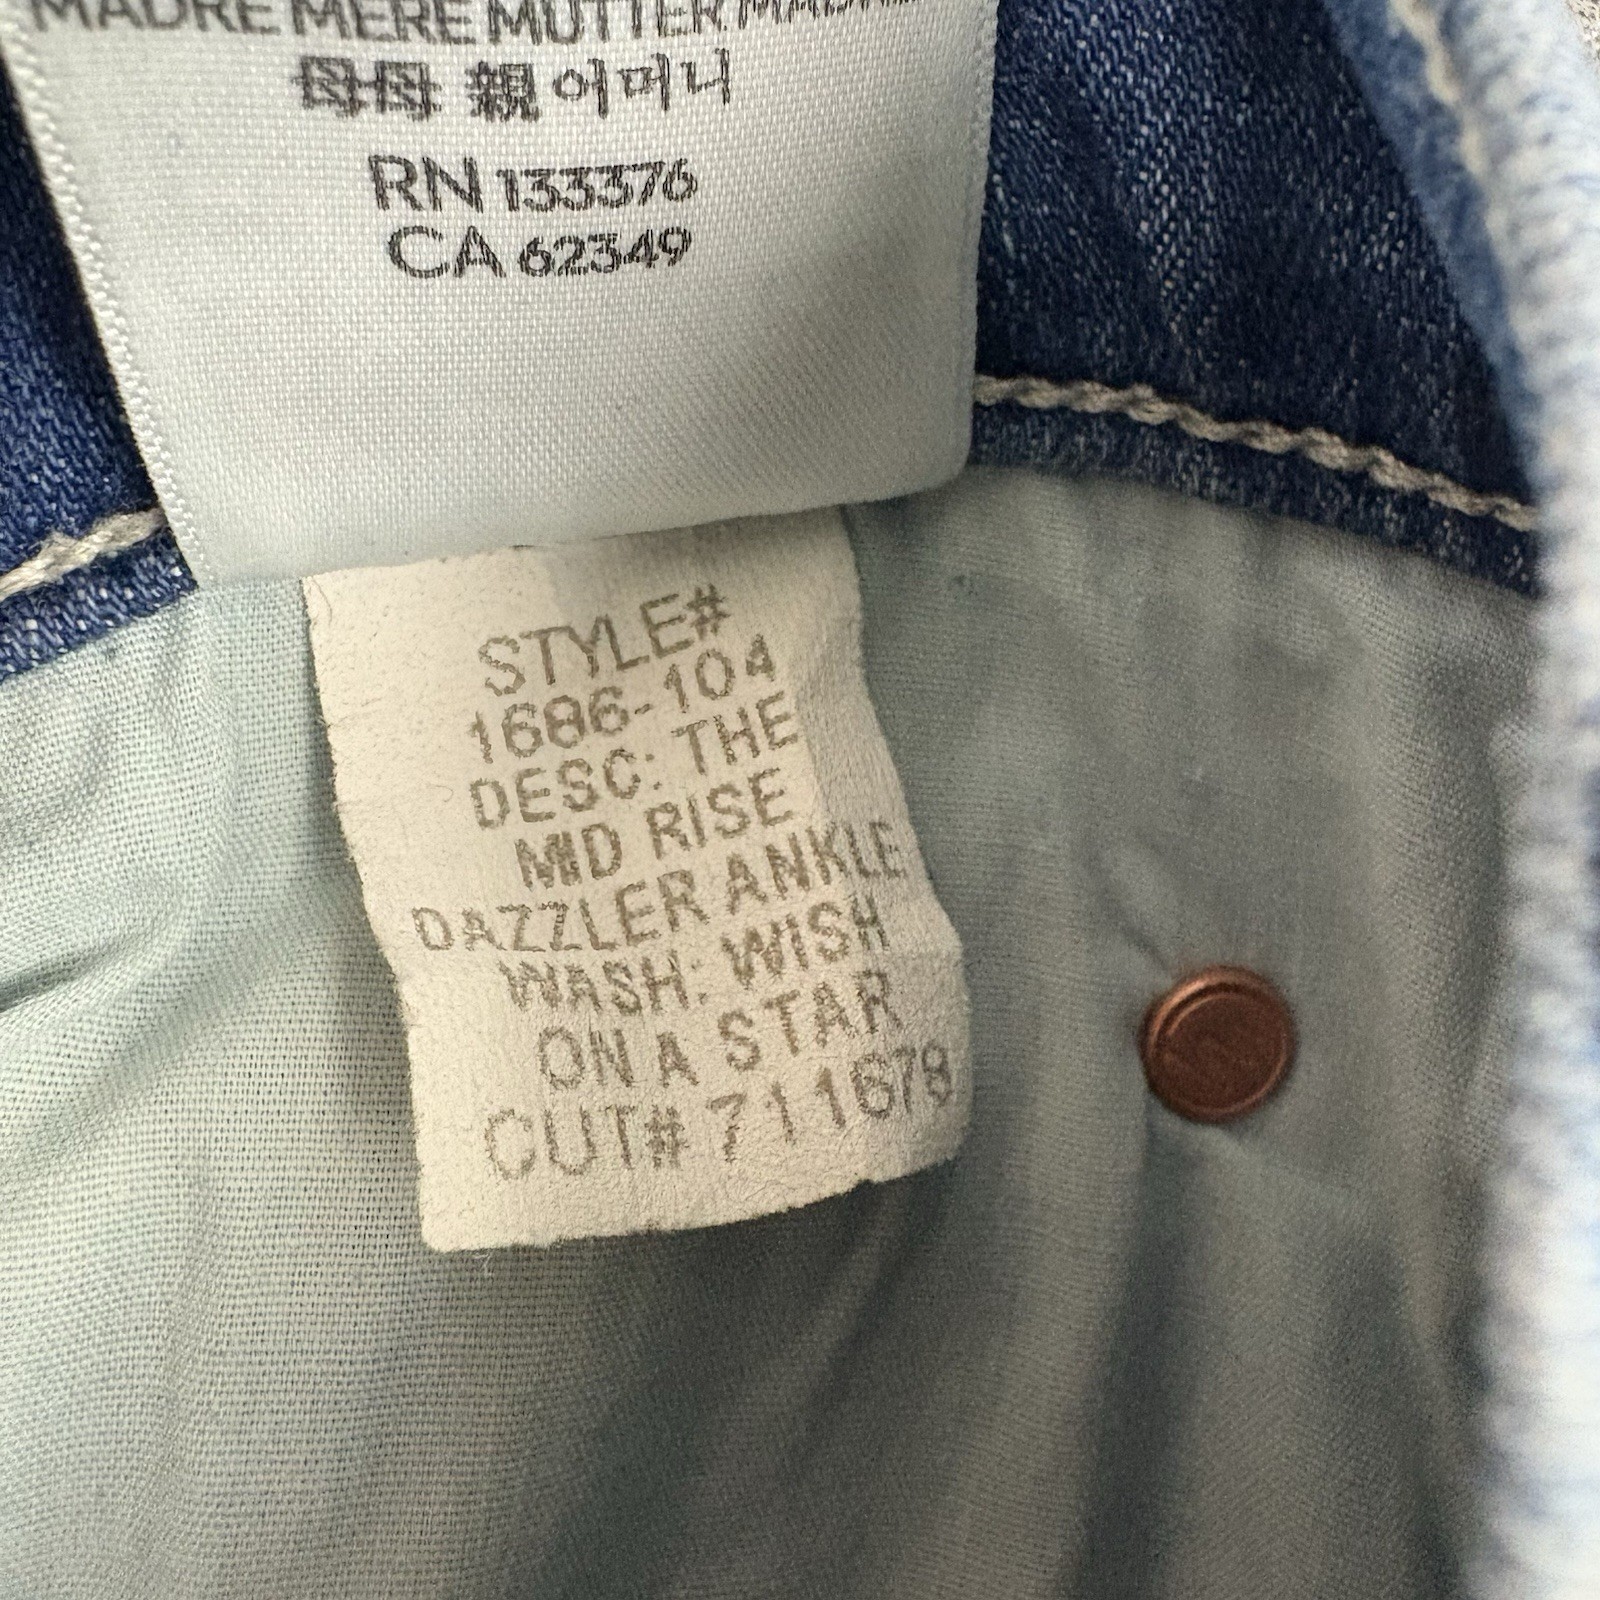 MADRE MERE MUTTER
母母 親 어머니
RN 133376
CA 62349
STYLE#
1686-104
DESC: THE
MID RISE
DAZZLER ANKLE
WASH: WISH
ON A STAR
CUT# 711678